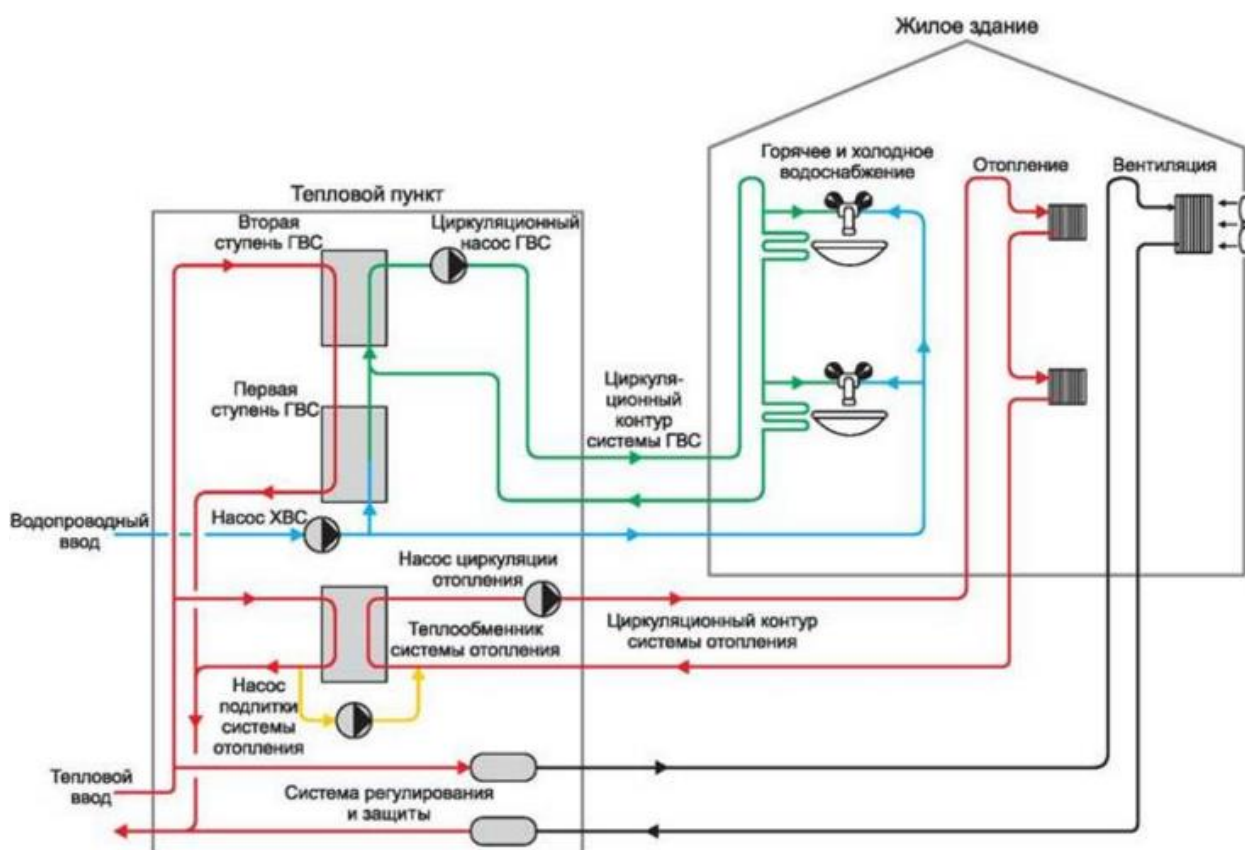 Жилое здание
Горячее и холодное
водоснабжение
Отопление
Вентиляция
Тепловой пункт
Вторая
ступень ГВС
Циркуляционный
насос ГВС
Первая
ступень ГВС
Циркуля-
ционный
контур
системы ГВС
Водопроводный
ввод
Насос ХВС
Насос циркуляции
отопления
Циркуляционный контур
системы отопления
Теплообменник
системы отопления
Насос
подпитки
системы
отопления
Тепловой
ввод
Система регулирования
и защиты